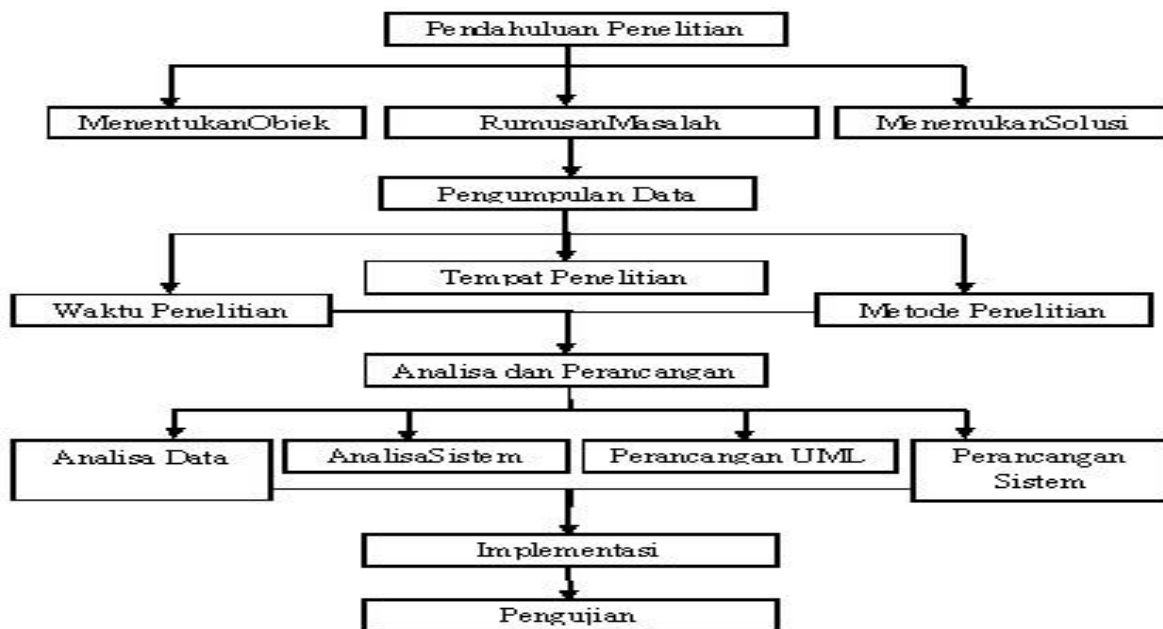 Pendahuluan Penelitian
MenentukanObiek
RumusanMasalah
MenemukanSolusi
Pengumpulan Data
Tempat Penelitian
Waktu Penelitian
Metode Penelitian
Analisa dan Perancangan
Analisa Data
AnalisaSistem
Perancangan UML
Perancangan
Sistem
Implementasi
Pengujian